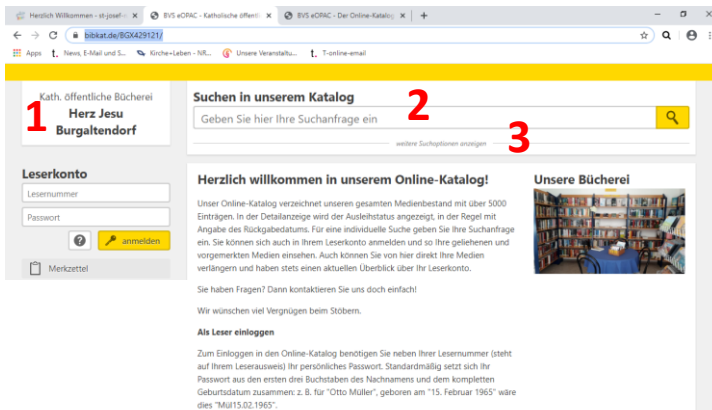 Herzlich Willkommen - st-josef-
BVS eOPAC - Katholische öffentl
BVS eOPAC - Der Online-Katalog
bibkat.de/BGX429121/
Apps
News, E-Mail und S...
Kirche+Leben - NR...
Unsere Veranstaltu...
T-online-email
Kath. öffentliche Bücherei
Herz Jesu
Burgaltendorf
1
Suchen in unserem Katalog
2
Geben Sie hier Ihre Suchanfrage ein
weitere Suchoptionen anzeigen
3
Leserkonto
Lesernummer
Passwort
? anmelden
Merkzettel
Herzlich willkommen in unserem Online-Katalog!
Unser Online-Katalog verzeichnet unseren gesamten Medienbestand mit über 5000
Einträgen. In der Detailanzeige wird der Ausleihstatus angezeigt, in der Regel mit
Angabe des Rückgabedatums. Für eine individuelle Suche geben Sie Ihre Suchanfrage
ein. Sie können sich auch in Ihrem Leserkonto anmelden und so Ihre geliehenen und
vorgemerkten Medien einsehen. Auch können Sie von hier direkt Ihre Medien
verlängern und haben stets einen aktuellen Überblick über Ihr Leserkonto.
Sie haben Fragen? Dann kontaktieren Sie uns doch einfach!
Wir wünschen viel Vergnügen beim Stöbern.
Als Leser einloggen
Zum Einloggen in den Online-Katalog benötigen Sie neben Ihrer Lesernummer (steht
auf Ihrem Leserausweis) Ihr persönliches Passwort. Standardmäßig setzt sich Ihr
Passwort aus den ersten drei Buchstaben des Nachnamens und dem kompletten
Geburtsdatum zusammen: z. B. für "Otto Müller", geboren am "15. Februar 1965" wäre
dies "Mül15.02.1965".
Unsere Bücherei